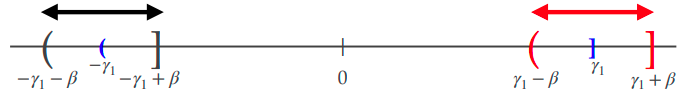 ( ( ] 0 ( ] ]
−γ₁ − β −γ₁ −γ₁ + β γ₁ − β γ₁ γ₁ + β